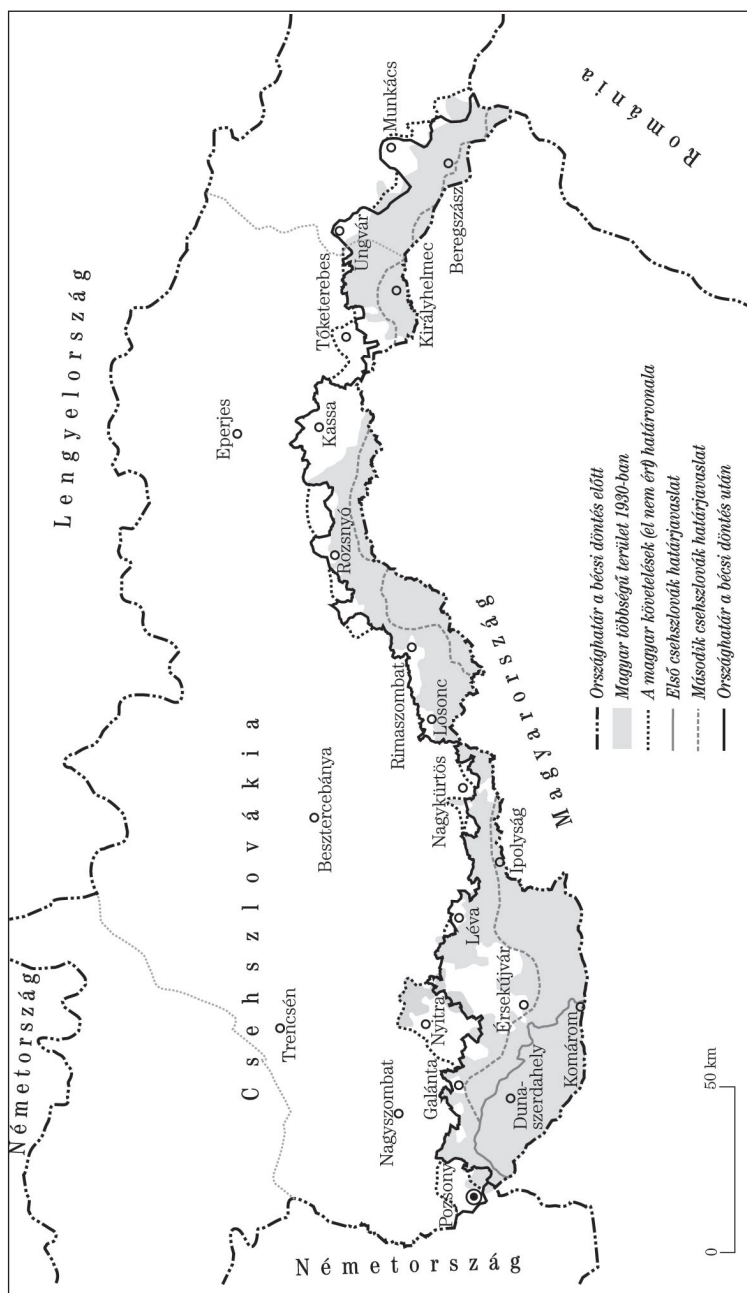 Lengyelország
Németország
Csehszlovákia
Németország
Magyarország
Románia
Eperjes
Munkács
Ungvár
Beregszász
Tőketerebes
Királyhelmec
Kassa
Rozsnyó
Rimaszombat
Losonc
Besztercebánya
Nagykürtös
Ipolyság
Léva
Trencsén
Nyitra
Érsekújvár
Nagyszombat
Galánta
Komárom
Duna-
szerdahely
Pozsony
Országhatár a bécsi döntés előtt
Magyar többségű terület 1930-ban
A magyar követelések (el nem ért) határvonala
Első csehszlovák határjavaslat
Második csehszlovák határjavaslat
Országhatár a bécsi döntés után
0
50 km